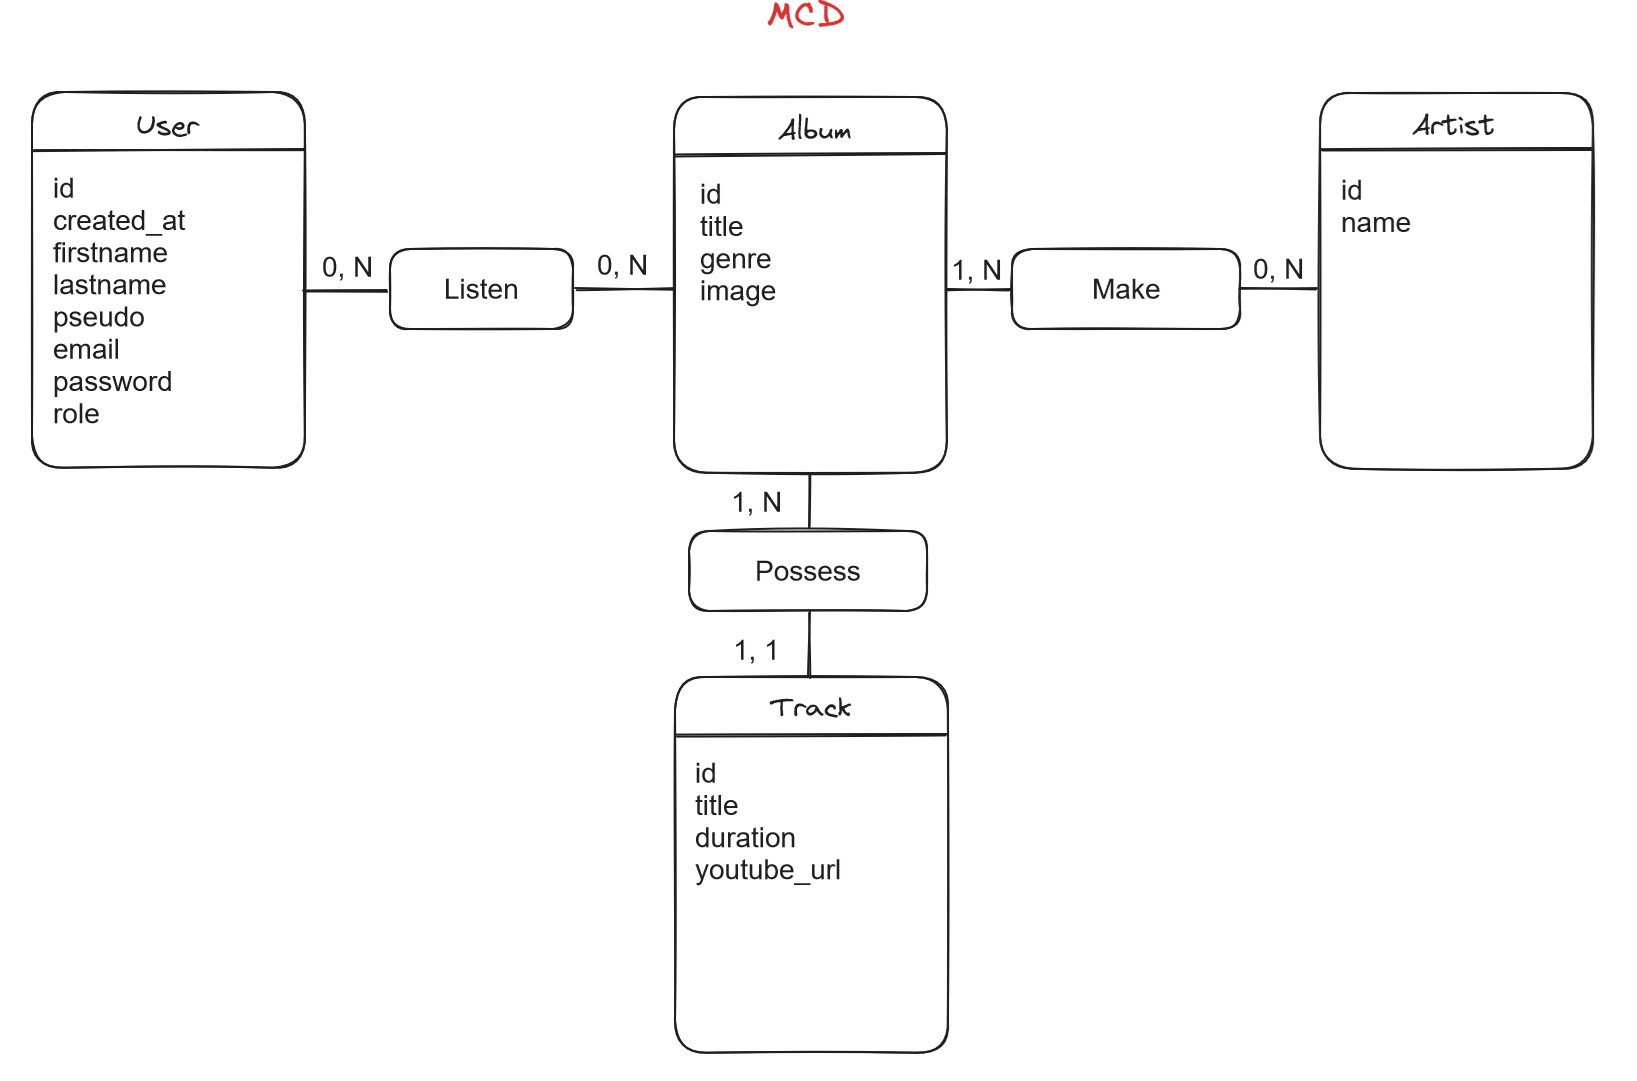 MCD
User
id
created_at
firstname
lastname
pseudo
email
password
role
0, N
Listen
0, N
Album
id
title
genre
image
1, N
Make
0, N
Artist
id
name
1, N
Possess
1, 1
Track
id
title
duration
youtube_url